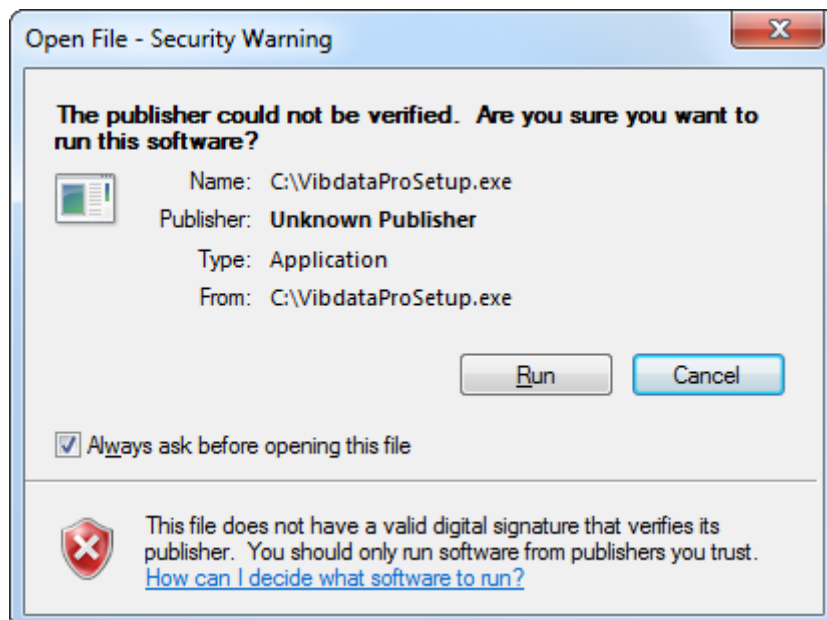 Open File - Security Warning
The publisher could not be verified.  Are you sure you want to
run this software?
Name: C:\VibdataProSetup.exe
Publisher: Unknown Publisher
Type: Application
From: C:\VibdataProSetup.exe
Run Cancel
Always ask before opening this file
This file does not have a valid digital signature that verifies its
publisher.  You should only run software from publishers you trust.
How can I decide what software to run?